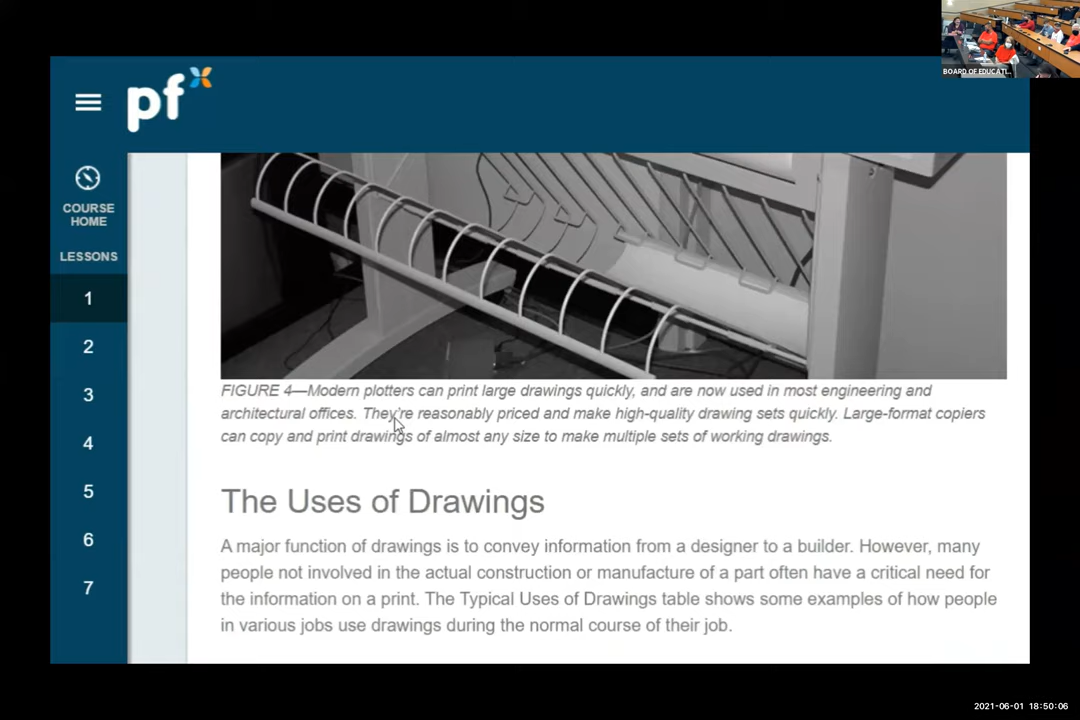 BOARD OF EDUCATI...
pf
COURSE
HOME
LESSONS
1
2
3
4
5
6
7
FIGURE 4—Modern plotters can print large drawings quickly, and are now used in most engineering and
architectural offices. They're reasonably priced and make high-quality drawing sets quickly. Large-format copiers
can copy and print drawings of almost any size to make multiple sets of working drawings.
The Uses of Drawings
A major function of drawings is to convey information from a designer to a builder. However, many
people not involved in the actual construction or manufacture of a part often have a critical need for
the information on a print. The Typical Uses of Drawings table shows some examples of how people
in various jobs use drawings during the normal course of their job.
2021-06-01 18:50:06